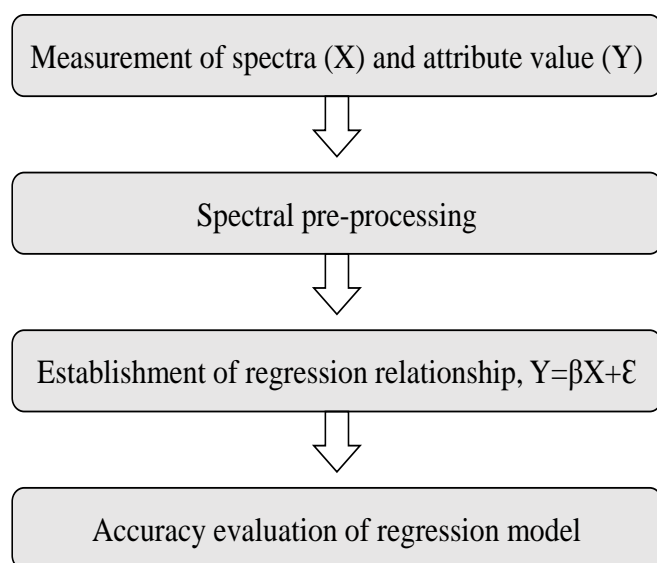 Measurement of spectra (X) and attribute value (Y)
Spectral pre-processing
Establishment of regression relationship, Y=βX+Ɛ
Accuracy evaluation of regression model